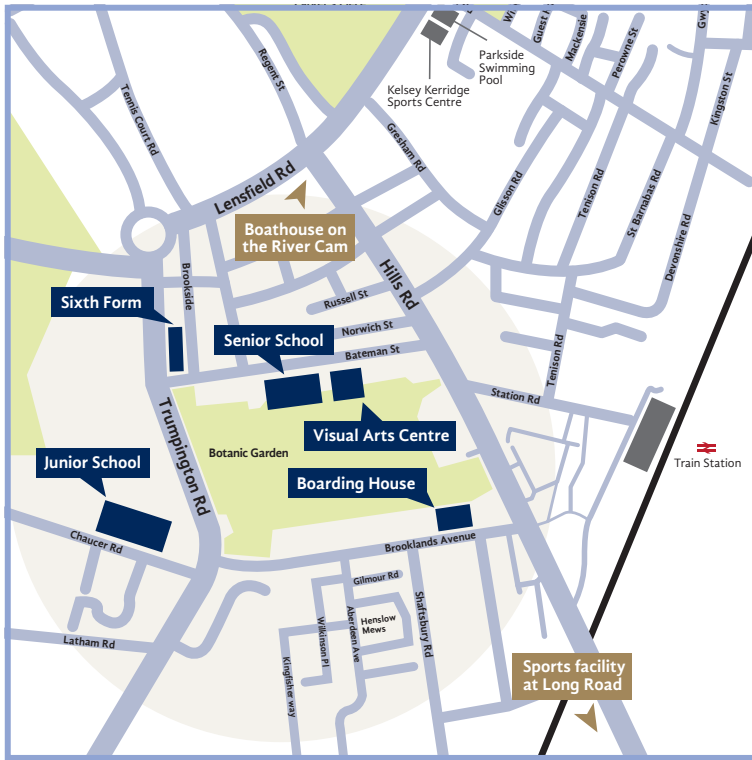 Regent St
Tennis Court Rd
Lensfield Rd
Kelsey Kerridge
Sports Centre
Parkside
Swimming
Pool
Guest
Mackenzie
Perowne St
Kingston St
Gresham Rd
Glisson Rd
Tenison Rd
St Barnabas Rd
Devonshire Rd
Boathouse on
the River Cam
Hills Rd
Brookside
Sixth Form
Russell St
Norwich St
Senior School
Bateman St
Tenison Rd
Station Rd
Trumpington Rd
Visual Arts Centre
Botanic Garden
Junior School
Train Station
Boarding House
Chaucer Rd
Brooklands Avenue
Gilmour Rd
Wilkinson Pl
Aberdeen Ave
Henslow
Mews
Shaftsbury Rd
Latham Rd
Kingfisher way
Sports facility
at Long Road